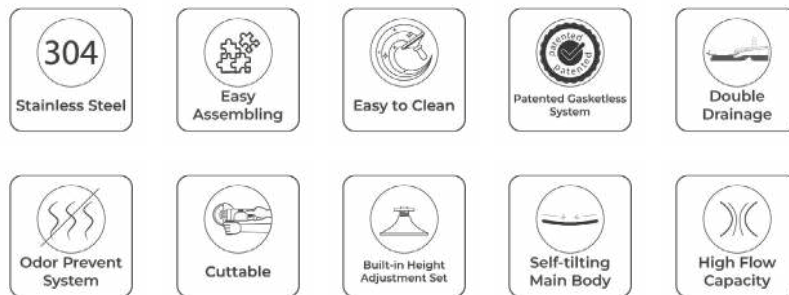 304
Stainless Steel
Easy
Assembling
Easy to Clean
patented
patented
Patented Gasketless
System
Double
Drainage
Odor Prevent
System
Cuttable
Built-in Height
Adjustment Set
Self-tilting
Main Body
High Flow
Capacity